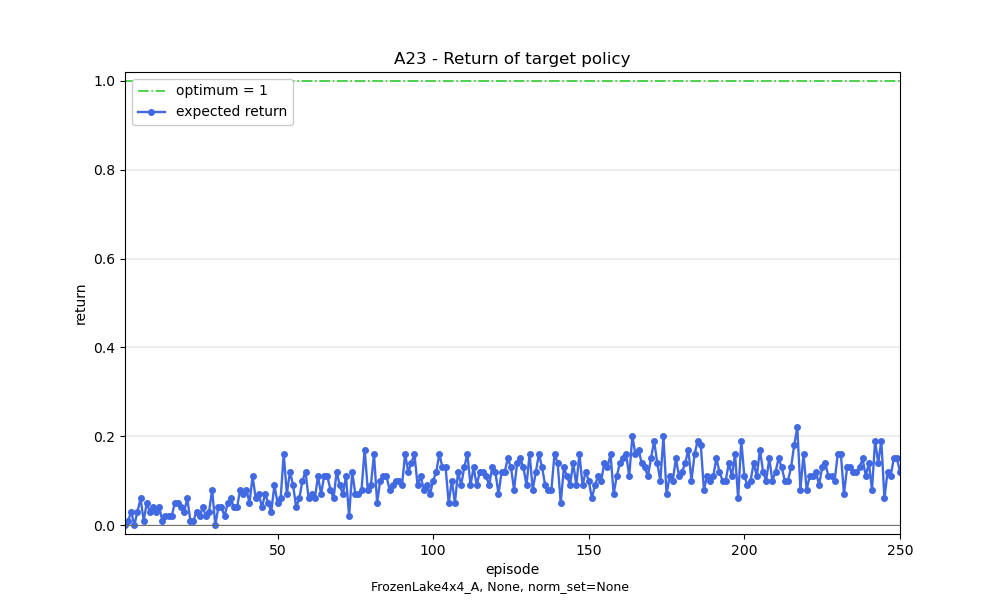 A23 - Return of target policy
1.0
optimum = 1
expected return
0.8
0.6
return
0.4
0.2
0.0
50
100
150
200
250
episode
FrozenLake4x4_A, None, norm_set=None